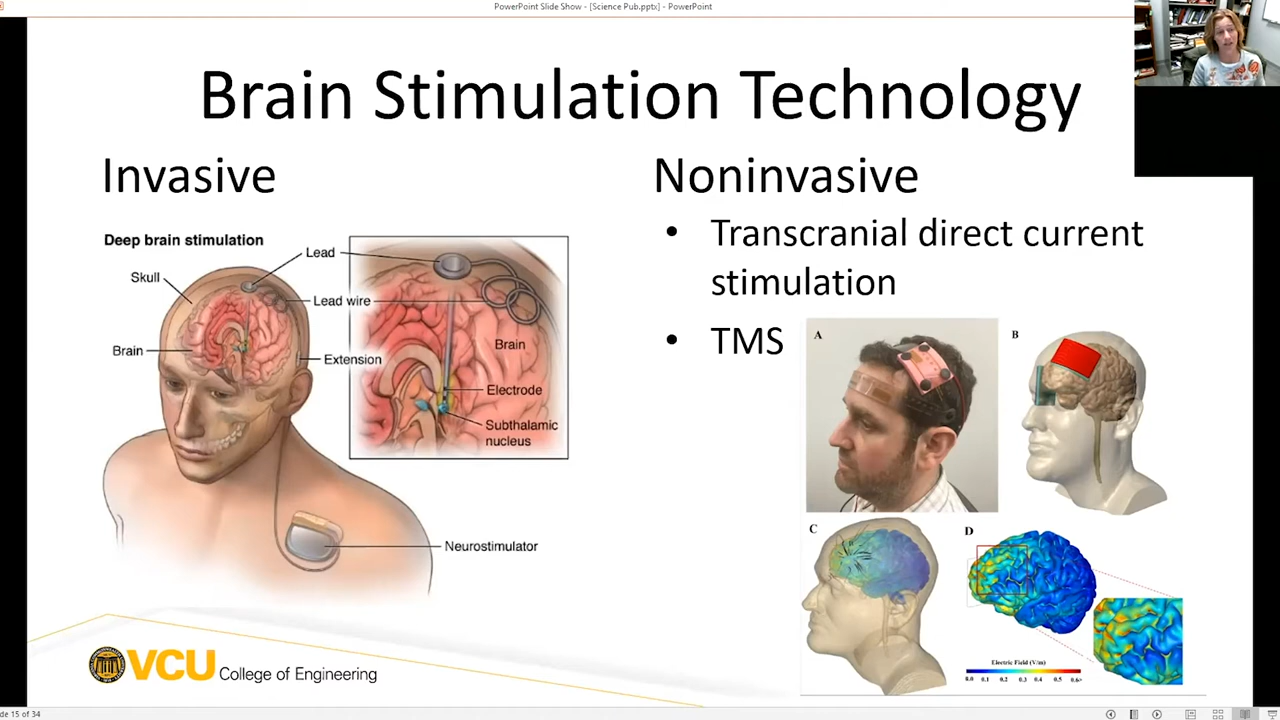 PowerPoint Slide Show - [Science Pub.pptx] - PowerPoint
Brain Stimulation Technology
Invasive
Deep brain stimulation
Skull
Lead
Lead wire
Brain
Extension
Brain
Electrode
Subthalamic
nucleus
Neurostimulator
Noninvasive
• Transcranial direct current
stimulation
• TMS
A
B
C
D
Electric Field (V/m)
0.0 0.1 0.2 0.3 0.4 0.5 0.6>
VCU College of Engineering
de 15 of 34